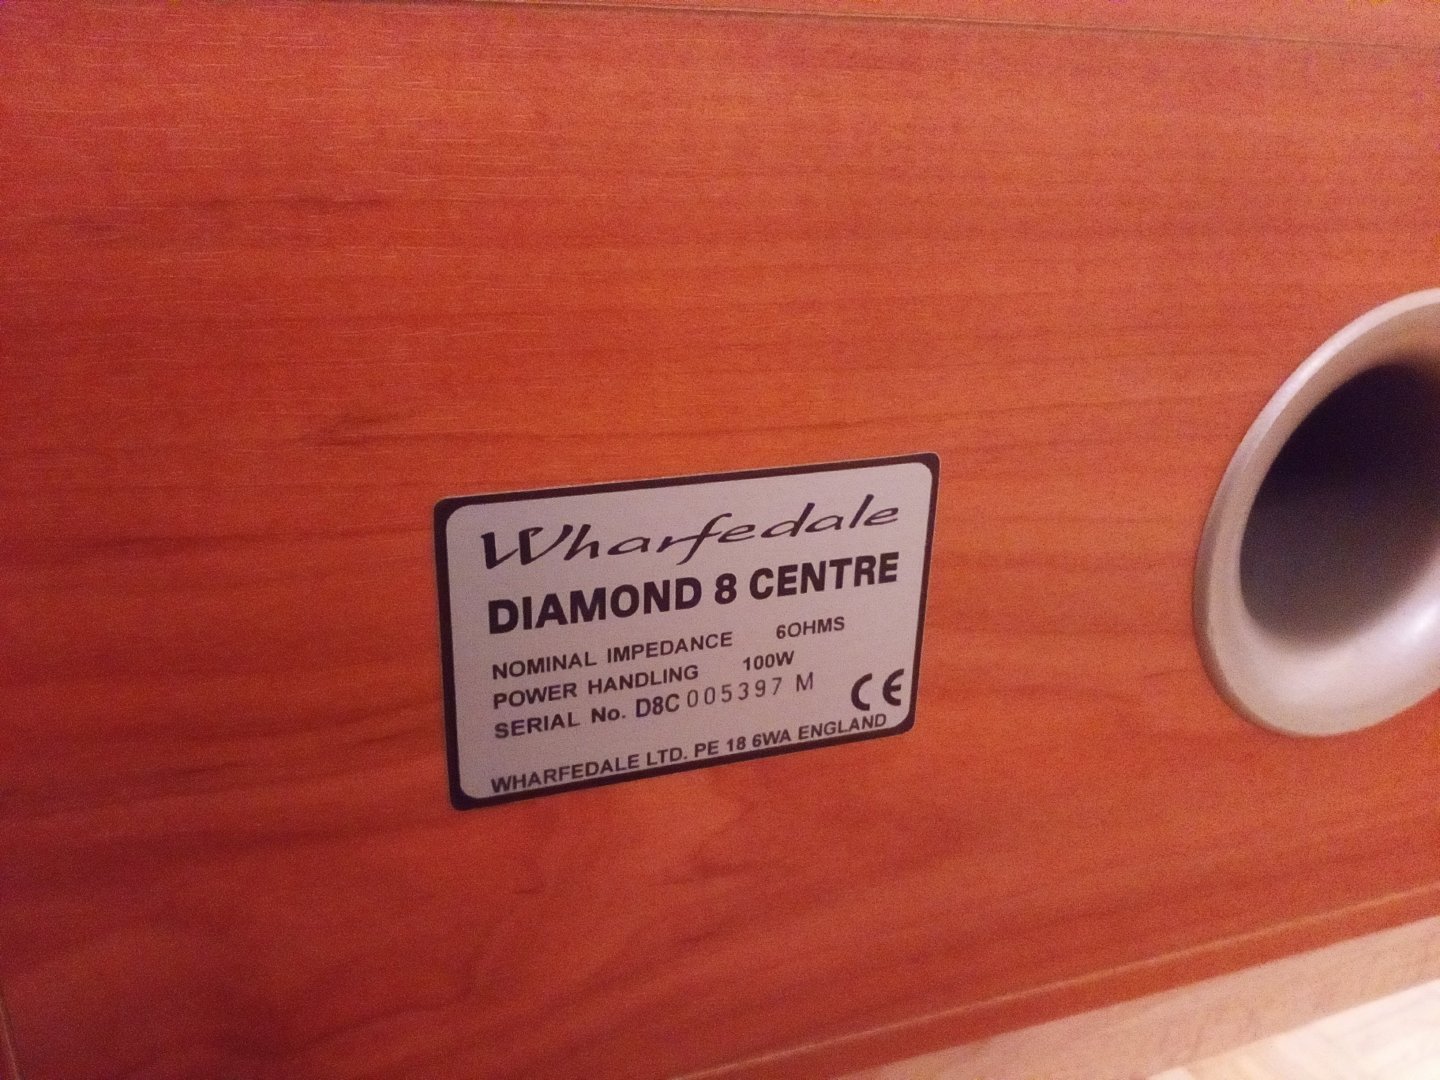 Wharfedale
DIAMOND 8 CENTRE
NOMINAL IMPEDANCE 6OHMS
POWER HANDLING 100W
SERIAL No. D8C 005397 M
CE
WHARFEDALE LTD. PE 18 6WA ENGLAND